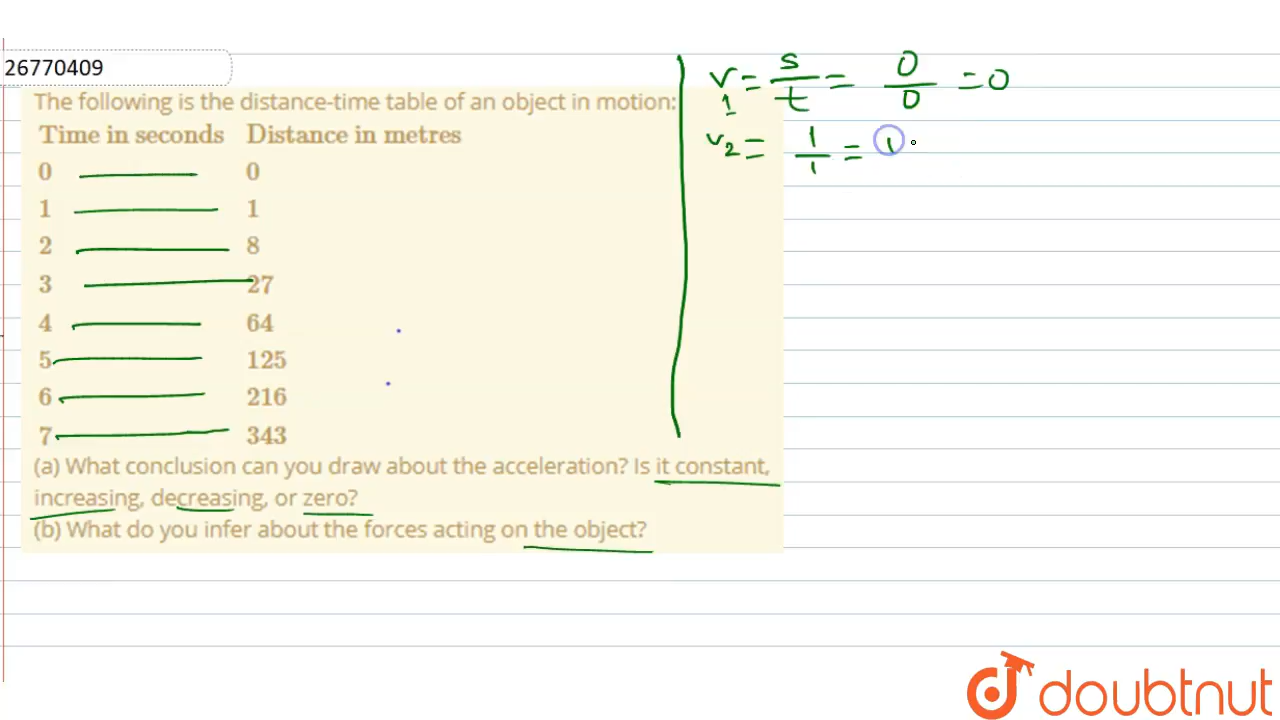 26770409
The following is the distance-time table of an object in motion:
Time in seconds Distance in metres
0 0
1 1
2 8
3 27
4 64
5 125
6 216
7 343
(a) What conclusion can you draw about the acceleration? Is it constant,
increasing, decreasing, or zero?
(b) What do you infer about the forces acting on the object?
v₁ = s/t = 0/0 = 0
v₂ = 1/1 = 1
doubtnut